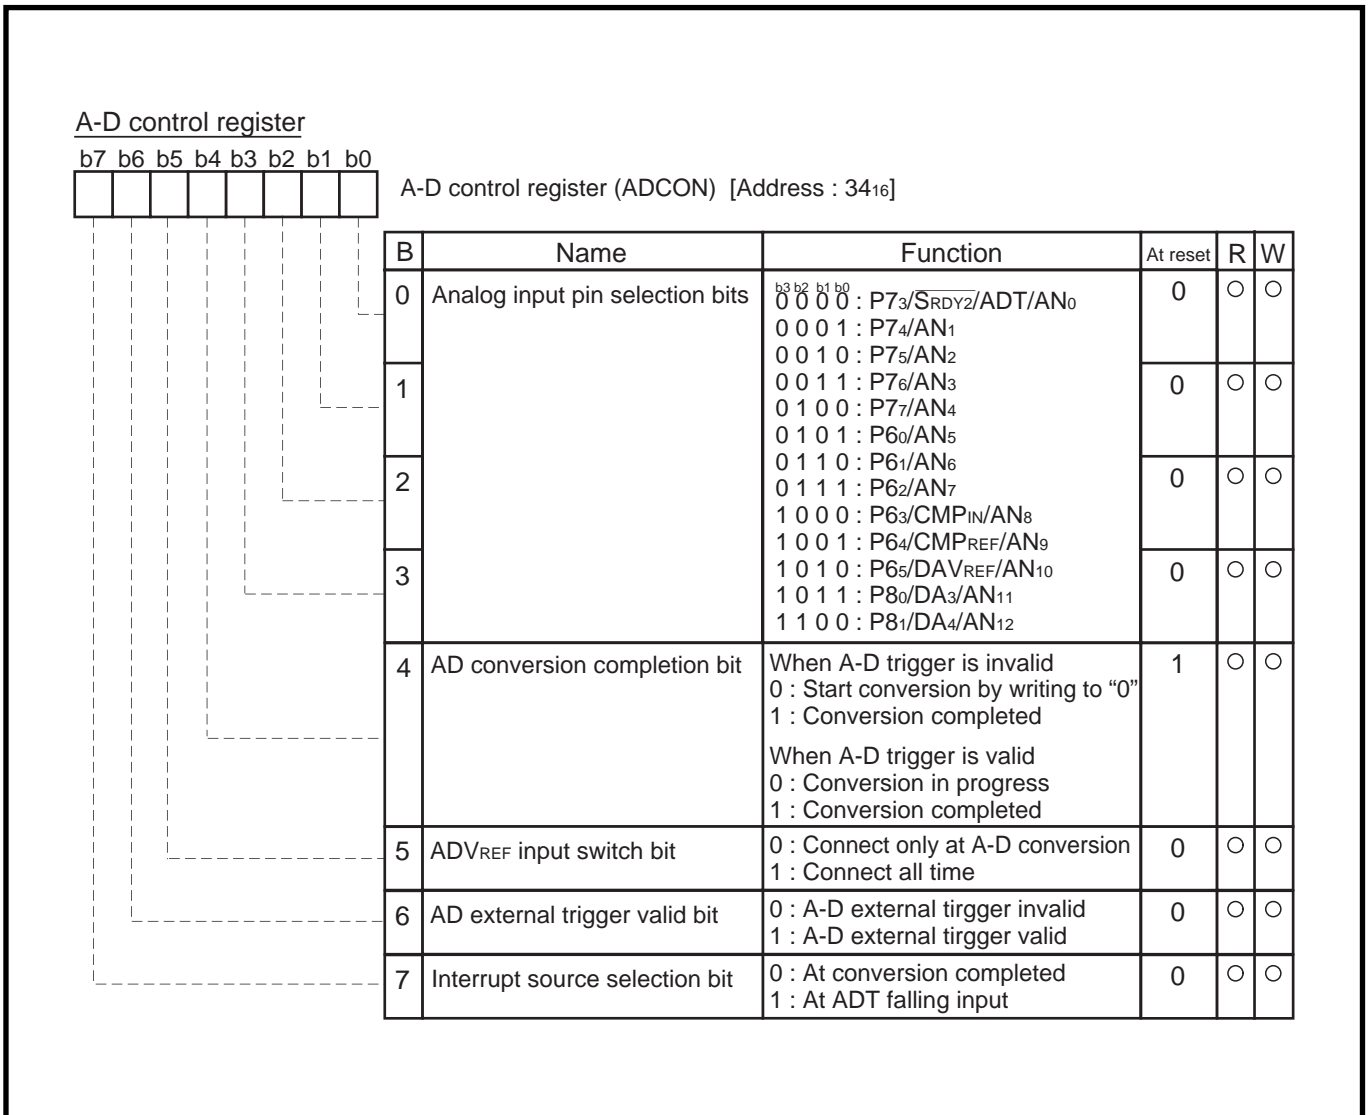 A-D control register
b7 b6 b5 b4 b3 b2 b1 b0
A-D control register (ADCON) [Address : 3416]
B Name Function At reset R W
0 Analog input pin selection bits
b3 b2 b1 b0
0 0 0 0 : P73/SRDY2/ADT/AN0
0 ○ ○
0 0 0 1 : P74/AN1
0 0 1 0 : P75/AN2
1
0 0 1 1 : P76/AN3
0 ○ ○
0 1 0 0 : P77/AN4
0 1 0 1 : P60/AN5
0 1 1 0 : P61/AN6
2
0 1 1 1 : P62/AN7
0 ○ ○
1 0 0 0 : P63/CMPIN/AN8
1 0 0 1 : P64/CMPREF/AN9
1 0 1 0 : P65/DAVREF/AN10
3
0 ○ ○
1 0 1 1 : P80/DA3/AN11
1 1 0 0 : P81/DA4/AN12
4 AD conversion completion bit When A-D trigger is invalid 1 ○ ○
0 : Start conversion by writing to “0”
1 : Conversion completed
When A-D trigger is valid
0 : Conversion in progress
1 : Conversion completed
5 ADVREF input switch bit 0 : Connect only at A-D conversion 0 ○ ○
1 : Connect all time
6 AD external trigger valid bit 0 : A-D external tirgger invalid 0 ○ ○
1 : A-D external tirgger valid
7 Interrupt source selection bit 0 : At conversion completed 0 ○ ○
1 : At ADT falling input